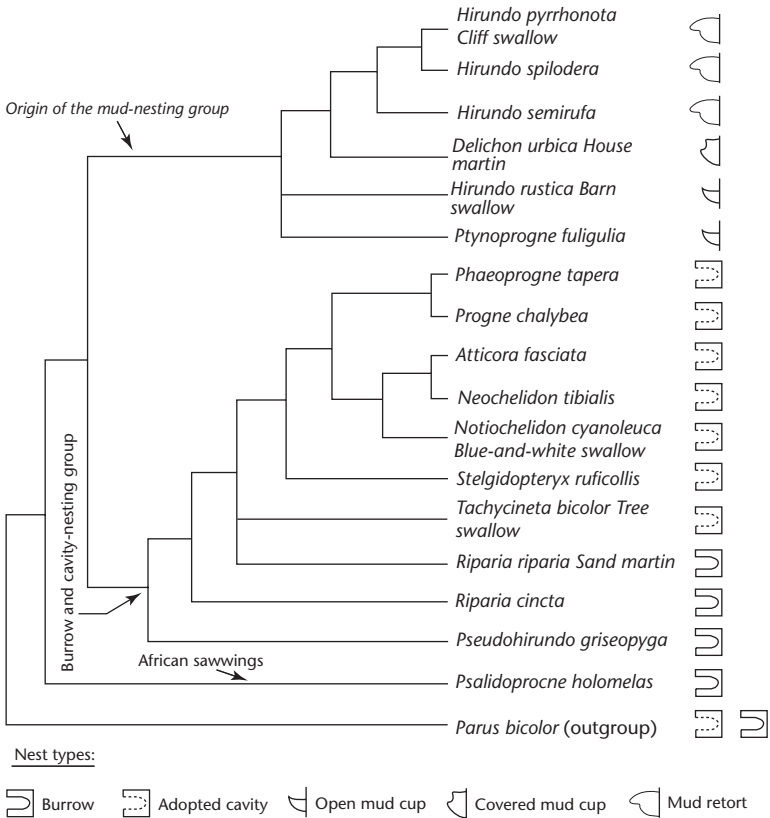 Hirundo pyrrhonota
Cliff swallow
Hirundo spilodera
Origin of the mud-nesting group
Hirundo semirufa
Delichon urbica House
martin
Hirundo rustica Barn
swallow
Ptynoprogne fuligulia
Phaeoprogne tapera
Progne chalybea
Atticora fasciata
Neochelidon tibialis
Notiochelidon cyanoleuca
Blue-and-white swallow
Stelgidopteryx ruficollis
Tachycineta bicolor Tree
swallow
Burrow and cavity-nesting group
Riparia riparia Sand martin
Riparia cincta
Pseudohirundo griseopyga
African sawwings
Psalidoprocne holomelas
Parus bicolor (outgroup)
Nest types:
Burrow
Adopted cavity
Open mud cup
Covered mud cup
Mud retort